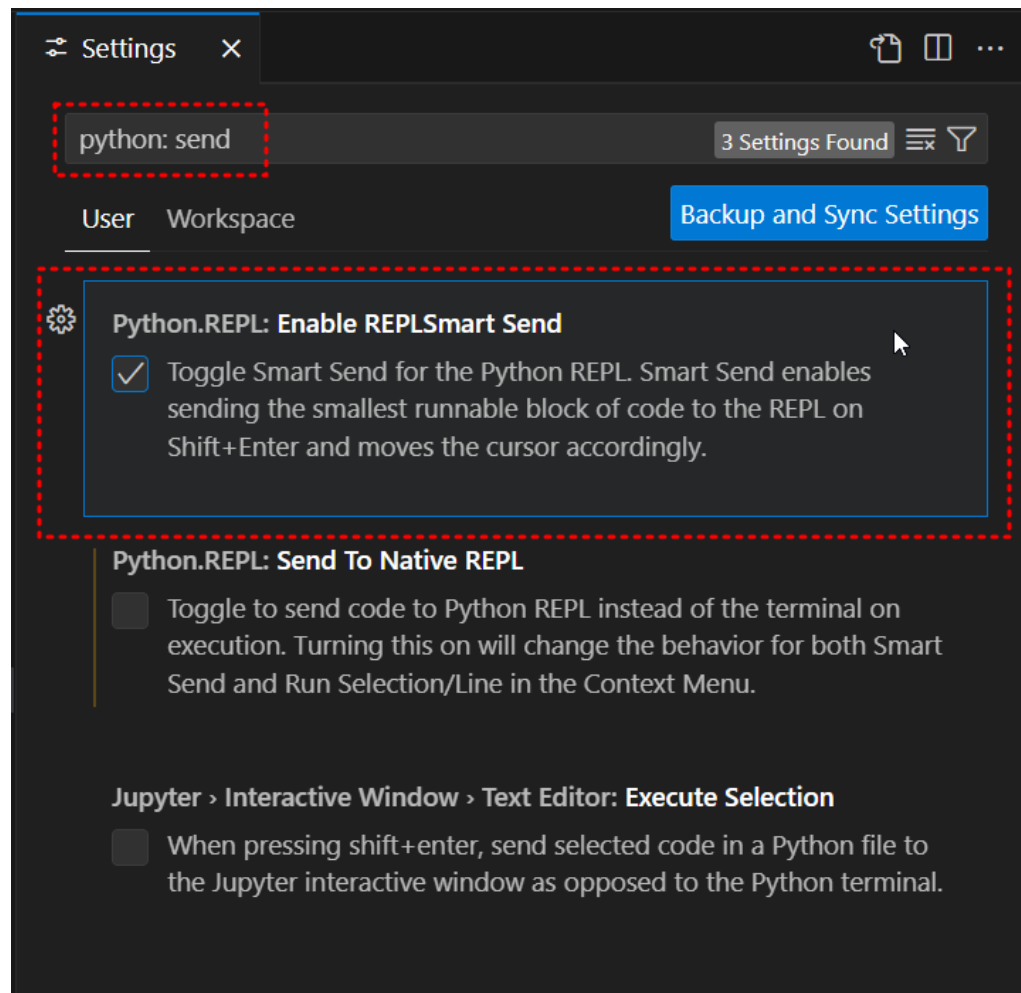 Settings
python: send
3 Settings Found
User Workspace
Backup and Sync Settings
Python.REPL: Enable REPLSmart Send
Toggle Smart Send for the Python REPL. Smart Send enables
sending the smallest runnable block of code to the REPL on
Shift+Enter and moves the cursor accordingly.
Python.REPL: Send To Native REPL
Toggle to send code to Python REPL instead of the terminal on
execution. Turning this on will change the behavior for both Smart
Send and Run Selection/Line in the Context Menu.
Jupyter › Interactive Window › Text Editor: Execute Selection
When pressing shift+enter, send selected code in a Python file to
the Jupyter interactive window as opposed to the Python terminal.